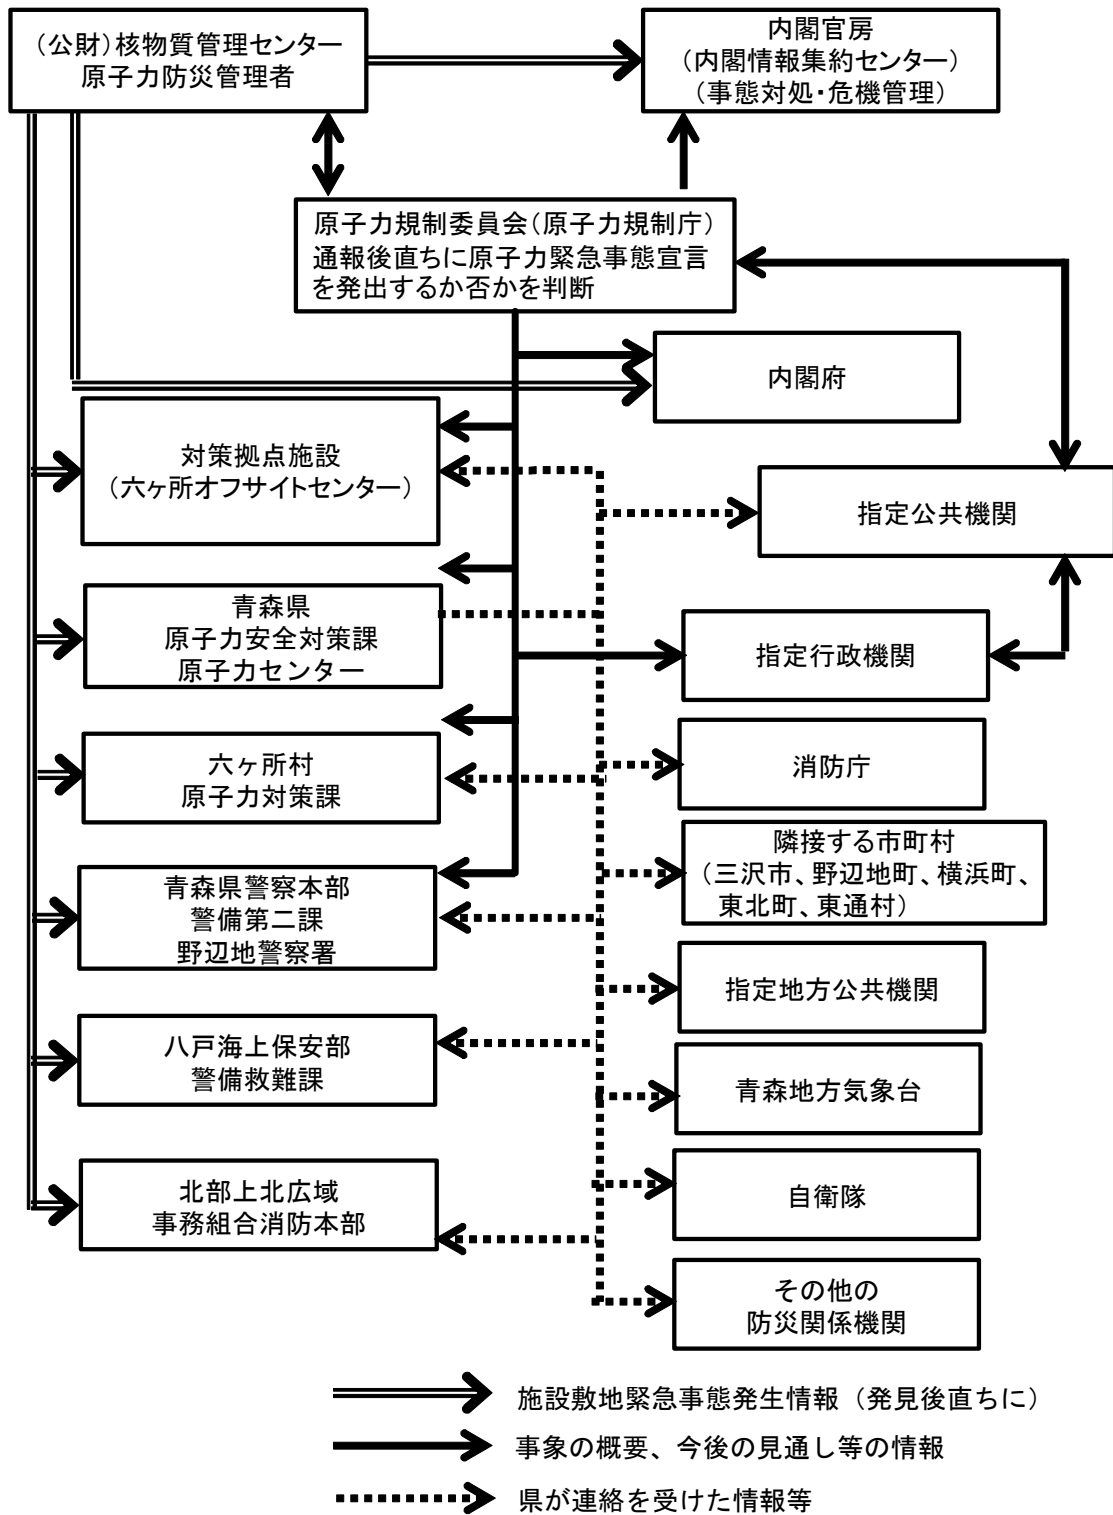 （公財）核物質管理センター
原子力防災管理者
内閣官房
（内閣情報集約センター）
（事態対処・危機管理）
原子力規制委員会（原子力規制庁）
通報後直ちに原子力緊急事態宣言
を発出するか否かを判断
内閣府
対策拠点施設
（六ヶ所オフサイトセンター）
指定公共機関
青森県
原子力安全対策課
原子力センター
指定行政機関
六ヶ所村
原子力対策課
消防庁
隣接する市町村
（三沢市、野辺地町、横浜町、
東北町、東通村）
青森県警察本部
警備第二課
野辺地警察署
指定地方公共機関
八戸海上保安部
警備救難課
青森地方気象台
北部上北広域
事務組合消防本部
自衛隊
その他の
防災関係機関
施設敷地緊急事態発生情報（発見後直ちに）
事象の概要、今後の見通し等の情報
県が連絡を受けた情報等